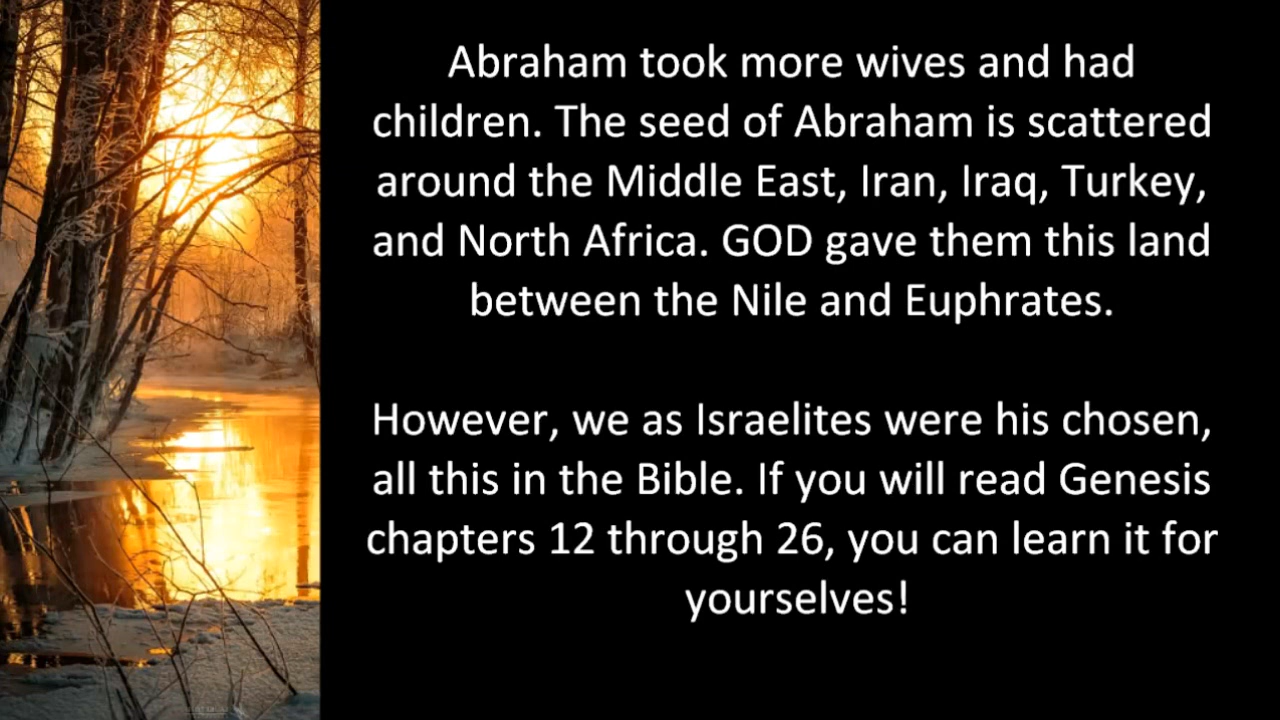 Abraham took more wives and had
children. The seed of Abraham is scattered
around the Middle East, Iran, Iraq, Turkey,
and North Africa. GOD gave them this land
between the Nile and Euphrates.
However, we as Israelites were his chosen,
all this in the Bible. If you will read Genesis
chapters 12 through 26, you can learn it for
yourselves!